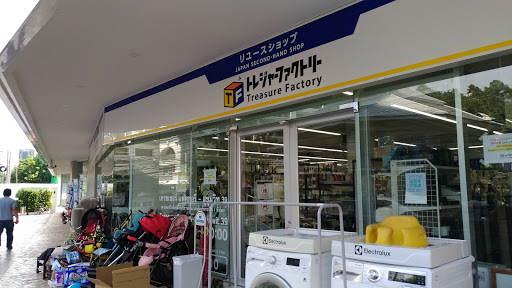 リユースショップ
JAPAN SECOND-HAND SHOP
トレジャーファクトリー
Treasure Factory
Electrolux
Electrolux